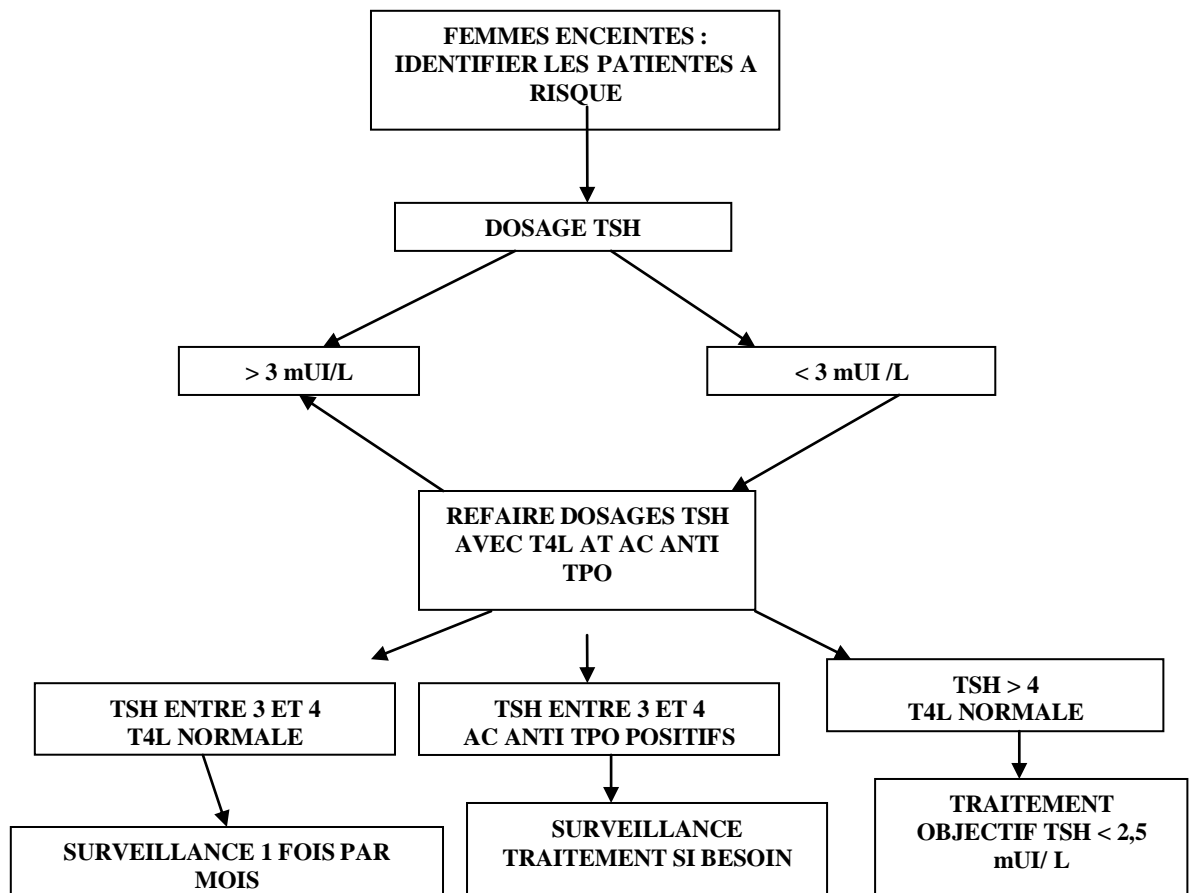 FEMMES ENCEINTES :
IDENTIFIER LES PATIENTES A
RISQUE
DOSAGE TSH
> 3 mUI/L
< 3 mUI /L
REFAIRE DOSAGES TSH
AVEC T4L AT AC ANTI
TPO
TSH ENTRE 3 ET 4
T4L NORMALE
TSH ENTRE 3 ET 4
AC ANTI TPO POSITIFS
TSH > 4
T4L NORMALE
SURVEILLANCE 1 FOIS PAR
MOIS
SURVEILLANCE
TRAITEMENT SI BESOIN
TRAITEMENT
OBJECTIF TSH < 2,5
mUI/ L